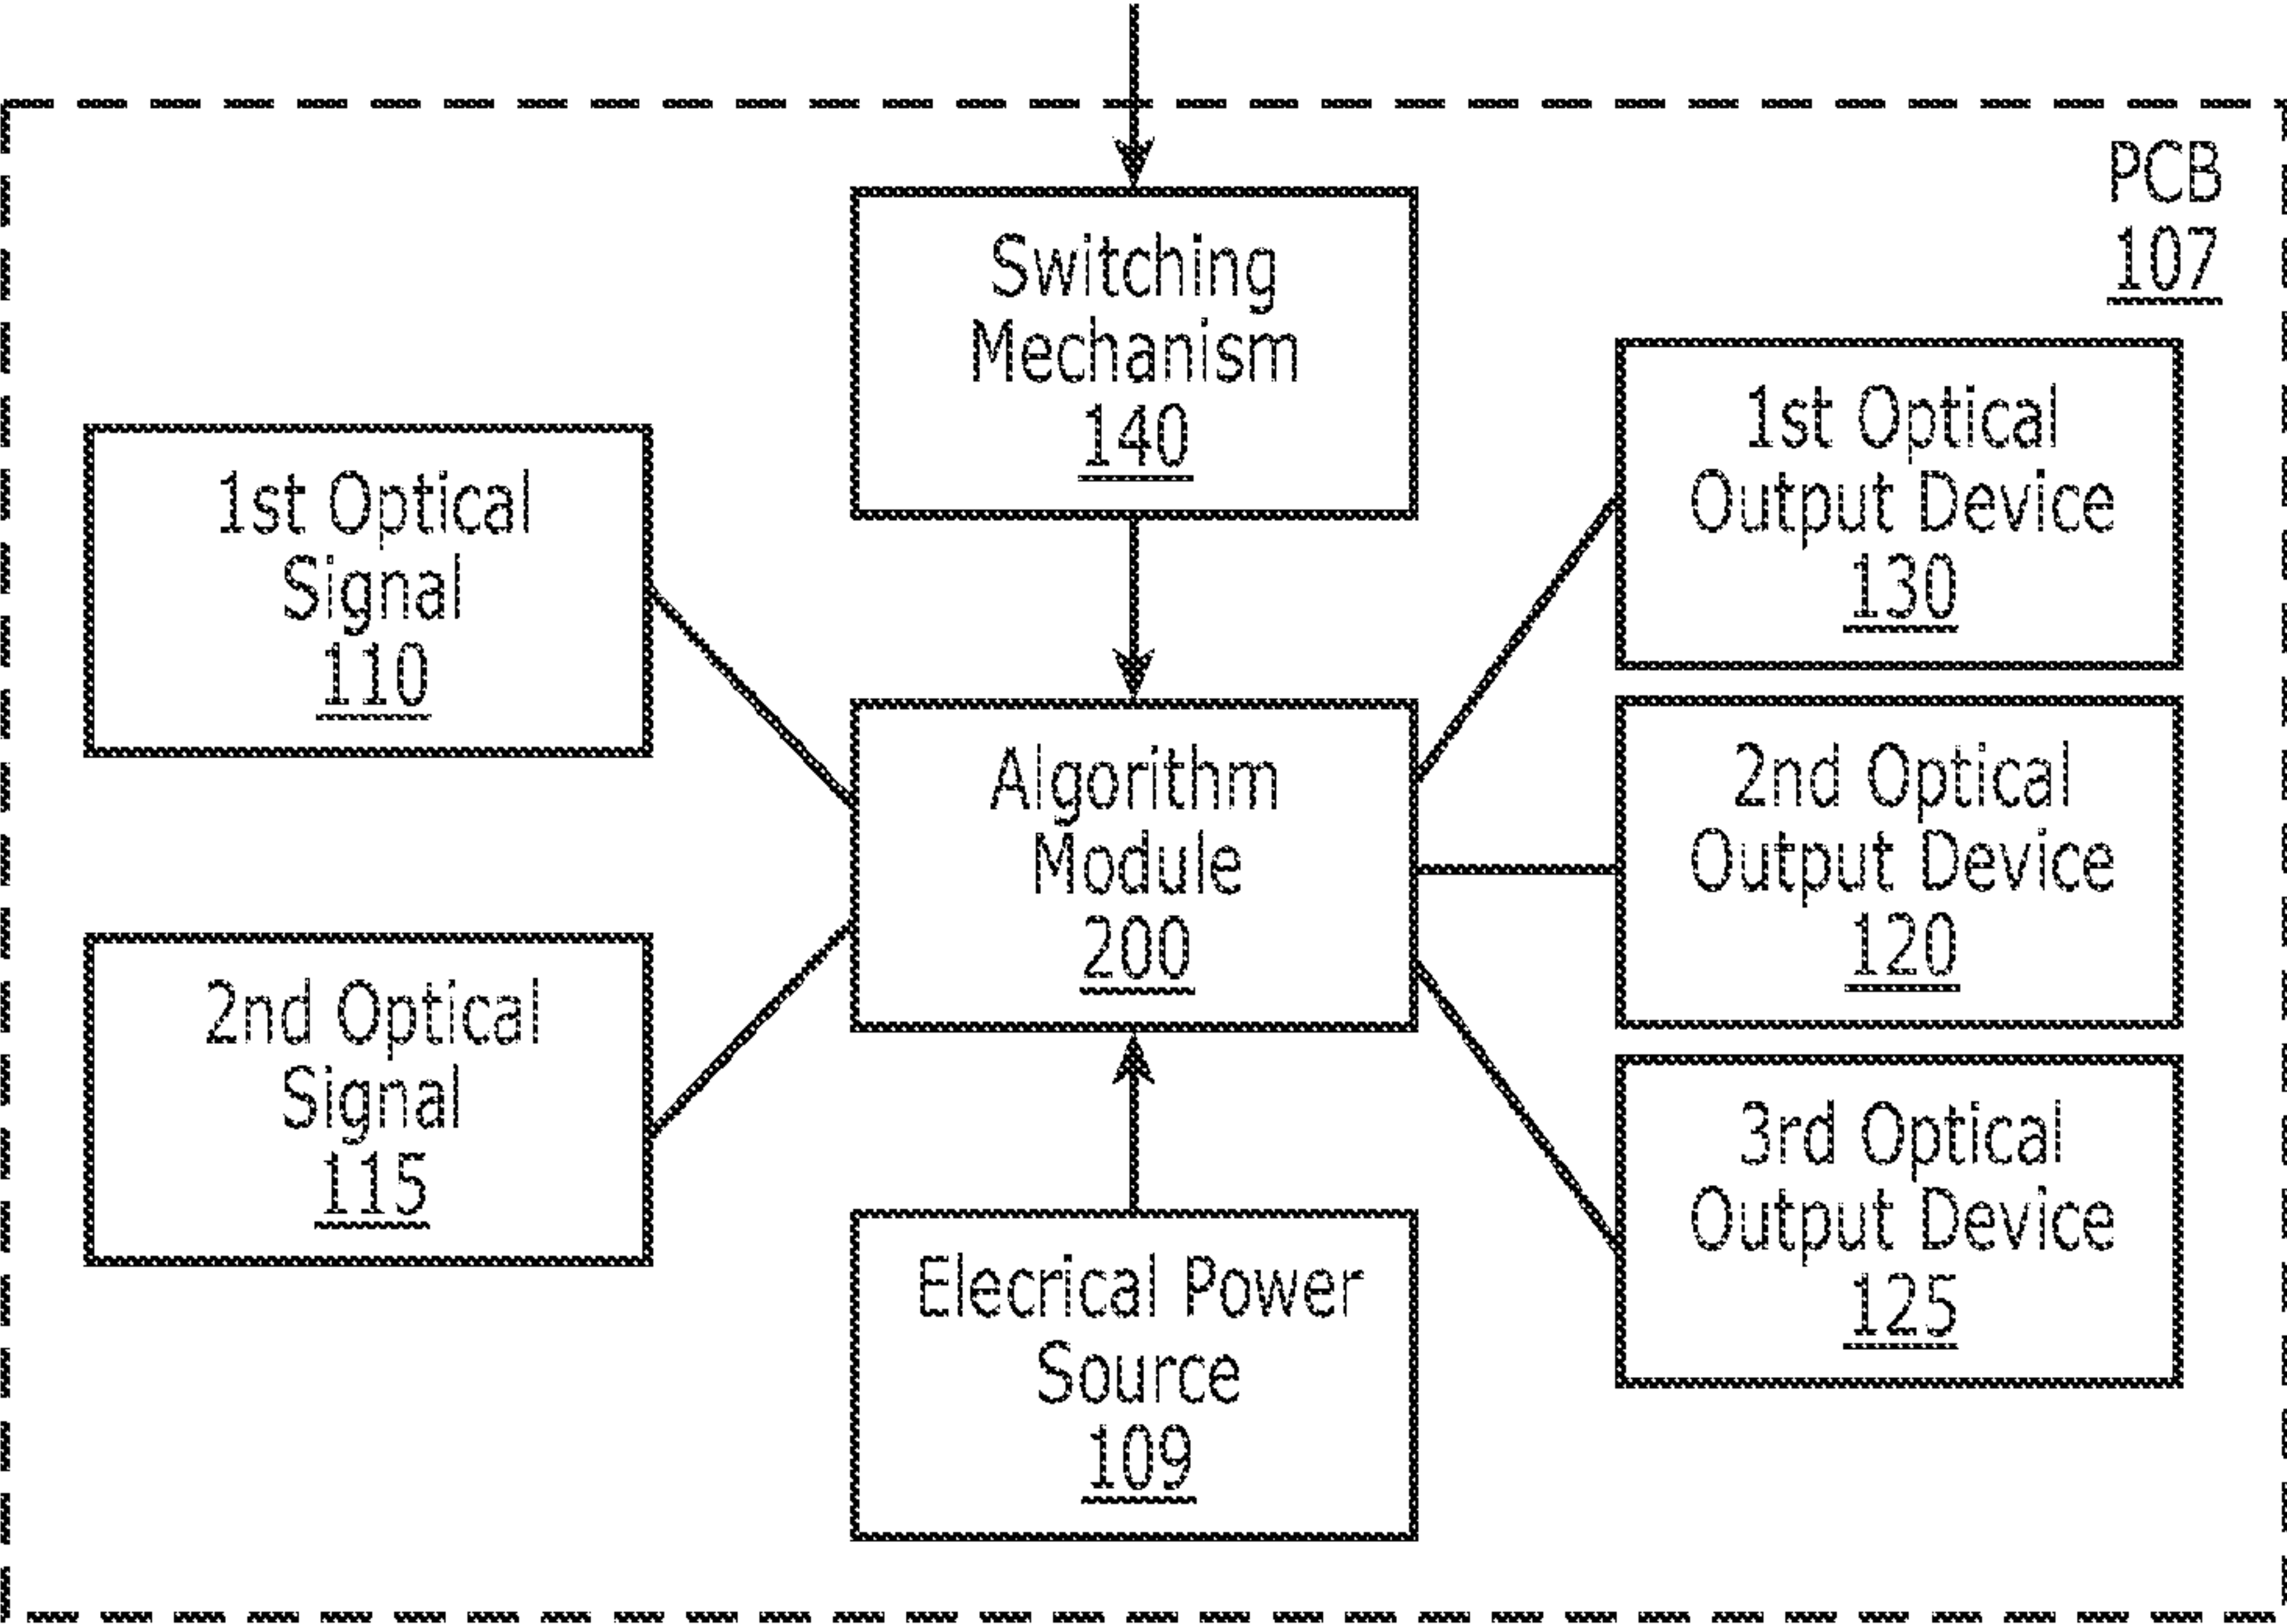 PCB
107
Switching
Mechanism
140
1st Optical
Signal
110
2nd Optical
Signal
115
Algorithm
Module
200
Elecrical Power
Source
109
1st Optical
Output Device
130
2nd Optical
Output Device
120
3rd Optical
Output Device
125